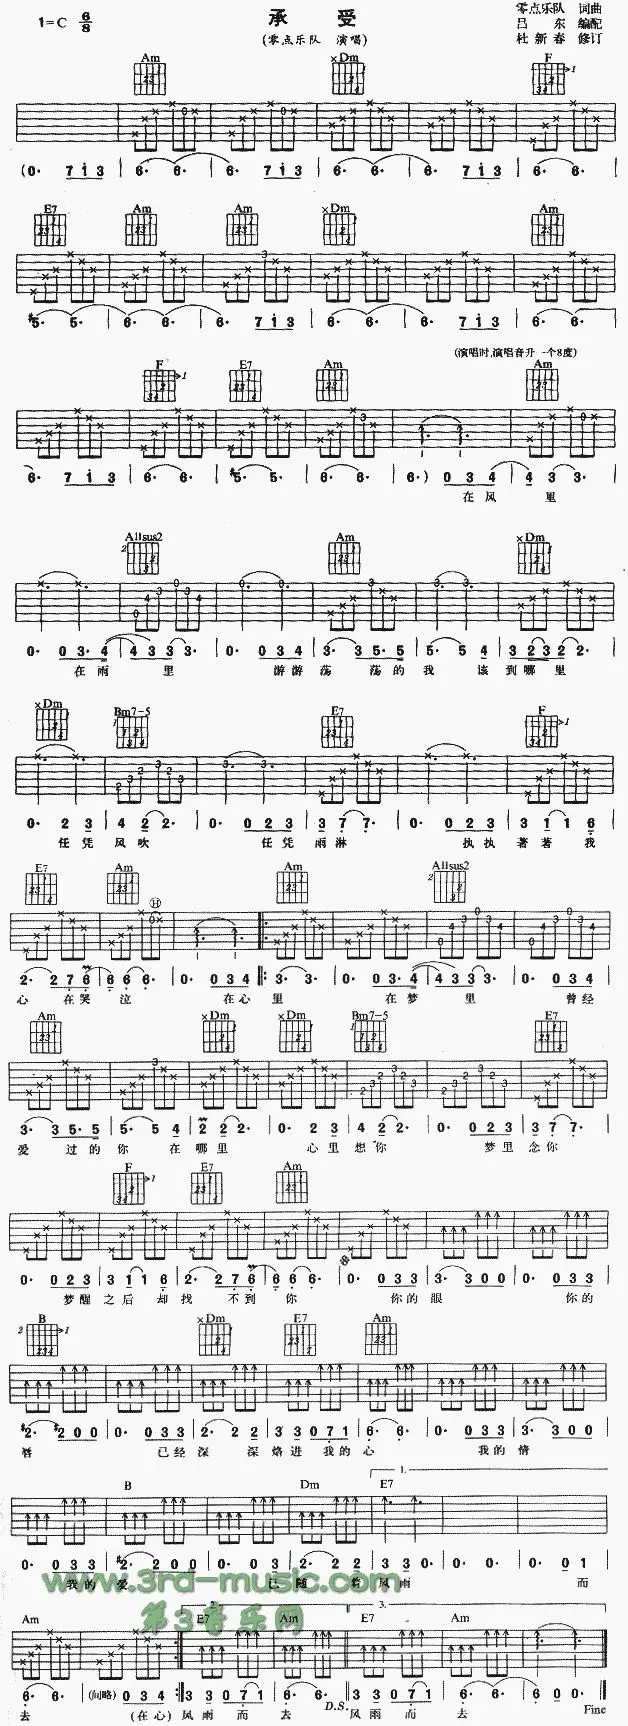 1=C 6/8
承受
(零点乐队 演唱)
零点乐队 词曲
吕东 编配
杜新春 修订
Am ×Dm F
(0· 7 1 3 | 6· 6· | 6· 7 1 3 | 6· 6· | 6· 7 1 3 | 6· 6·
E7 Am Am ×Dm Am
#5· 5· | 6· 6· | 6· 7 1 3 | 6· 6· | 6· 7 1 3 | 6· 6·
(演唱时,演唱音升一个8度)
F E7 Am Am
6· 7 1 3 | 6· 6· | #5· 5· | 6· 6· | 6·) 0 3 4 | 4 3 3·
在风里
A11sus2 Am ×Dm
0· 0 3· 4 | 4 3 3 3· | 0· 0 3 4 | 3· 3 5· 5 | 5· 5 4 | 3 2 3 2 2·
在雨里 游游荡荡的我该到哪里
×Dm Bm7-5 E7 F
0· 0 2 3 | 4 2 2· | 0· 0 2 3 | 3 7· 7· | 0· 0 2 3 | 3 1 1 6
任凭风吹 任凭雨淋 执执著著我
E7 Am Am A11sus2
2· 2 7 6 | 6 6 6· | 0· 0 3 4 | 3· 3· | 0· 0 3· 4 | 4 3 3 3· | 0· 0 3 4
心在哭泣 在心里 在梦里 曾经
Am ×Dm ×Dm Bm7-5 E7
3· 3 5· 5 | 5· 5 4 | 2 2 2· | 0· 2 3 | 4 2 2· | 0· 0 2 3 | 3 7· 7·
爱过的你在哪里 心里想你 梦里念你
F E7 Am
0· 0 2 3 | 3 1 1 6 | 2· 2 7 6 | 6 6 6· | 0· 0 3 3 | 3· 3 0 0 | 0· 0 3 3
梦醒之后却找不到你 你的眼 你的
B ×Dm E7 Am
#2· #2 0 0 | 0· 0 3 3 | 2· 2 2 | 3 3 0 7 1 | 6· 6· | 0· 0 3 3 | 3· 3 0 0
唇 已经深深烙进我的心 我的情
B Dm E7 1.
0· 0 3 3 | #2· 2 0 0 | 0· 0 3 3 | 2· 2 2 | 3 3 0· | 0· 0· | 0· 0 0 1
我的爱 已随着风雨 而
www.3rd-music.com
第3音乐网
Am 2. E7 Am 3. E7 Am
6· 6· | (间略) 0 3 4 :‖ 3 3 0 7 1 | 6· 6· ‖ 3 3 0 7 1 | 6· 6· | 6· 0 0 ‖
去 (在心) 风雨而去 D.S. 风雨而去 Fine